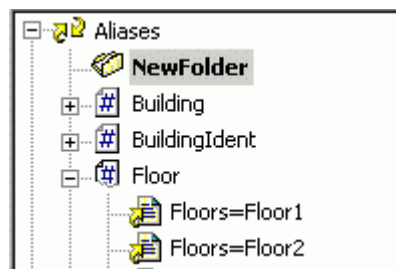 Aliases
NewFolder
Building
BuildingIdent
Floor
Floors=Floor1
Floors=Floor2